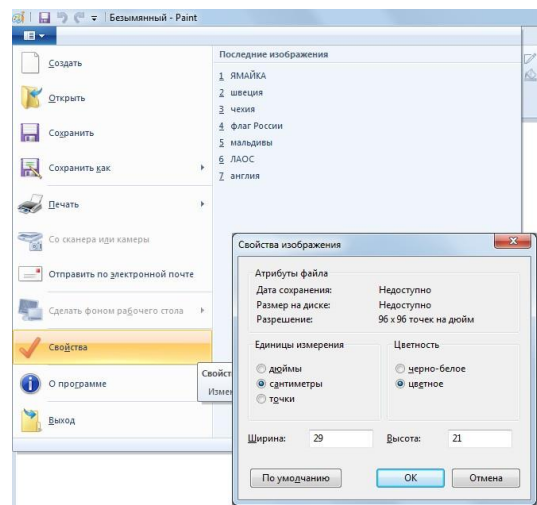 Безымянный - Paint
Последние изображения
1 ЯМАЙКА
2 швеция
3 чехия
4 флаг России
5 мальдивы
6 ЛАОС
7 англия
Создать
Открыть
Сохранить
Сохранить как
Печать
Со сканера или камеры
Отправить по электронной почте
Сделать фоном рабочего стола
Свойства
О программе
Выход
Свойства изображения
Атрибуты файла
Дата сохранения: Недоступно
Размер на диске: Недоступно
Разрешение: 96 x 96 точек на дюйм
Единицы измерения
дюймы
сантиметры
точки
Цветность
черно-белое
цветное
Ширина: 29 Высота: 21
По умолчанию ОК Отмена